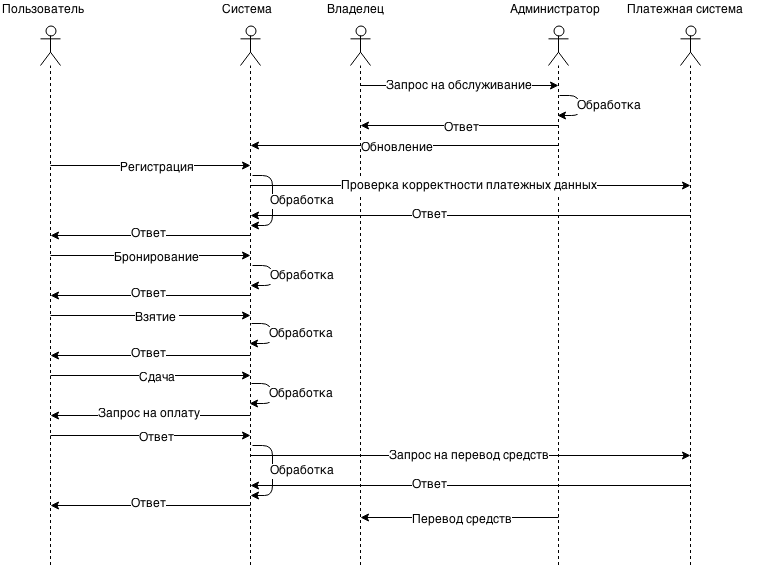 Пользователь
Система
Владелец
Администратор
Платежная система
Запрос на обслуживание
Обработка
Ответ
Обновление
Регистрация
Проверка корректности платежных данных
Обработка
Ответ
Ответ
Бронирование
Обработка
Ответ
Взятие
Обработка
Ответ
Сдача
Обработка
Запрос на оплату
Ответ
Запрос на перевод средств
Обработка
Ответ
Ответ
Перевод средств